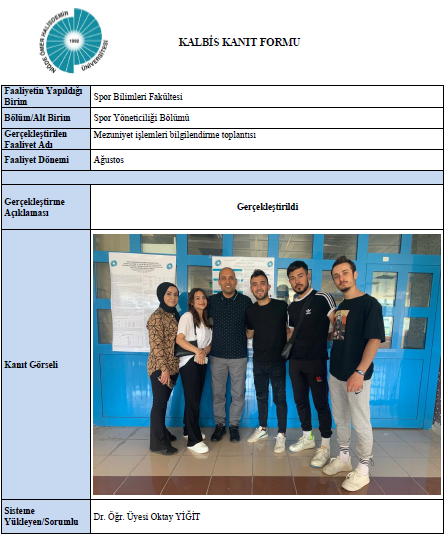 NİĞDE ÖMER HALİSDEMİR ÜNİVERSİTESİ
1992
KALBİS KANIT FORMU
Faaliyetin Yapıldığı
Birim
Spor Bilimleri Fakültesi
Bölüm/Alt Birim
Spor Yöneticiliği Bölümü
Gerçekleştirilen
Faaliyet Adı
Mezuniyet işlemleri bilgilendirme toplantısı
Faaliyet Dönemi
Ağustos
Gerçekleştirme
Açıklaması
Gerçekleştirildi
Kanıt Görseli
Sisteme
Yükleyen/Sorumlu
Dr. Öğr. Üyesi Oktay YİĞİT